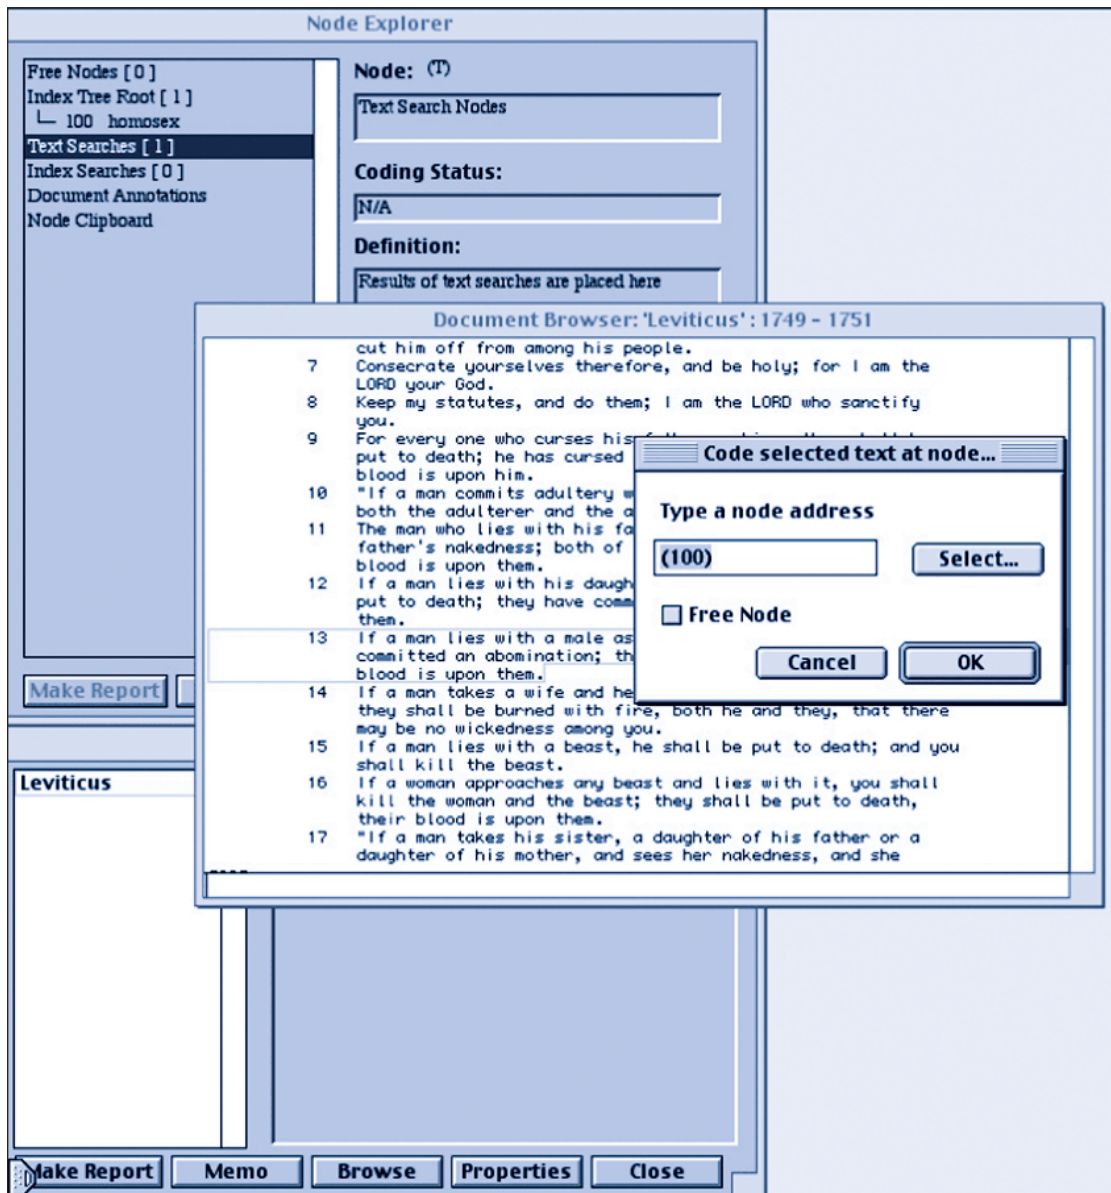 Node Explorer
Free Nodes [ 0 ]
Index Tree Root [ 1 ]
100 homosex
Text Searches [ 1 ]
Index Searches [ 0 ]
Document Annotations
Node Clipboard
Node: (T)
Text Search Nodes
Coding Status:
N/A
Definition:
Results of text searches are placed here
Make Report
Document Browser: 'Leviticus' : 1749 - 1751
cut him off from among his people.
7 Consecrate yourselves therefore, and be holy; for I am the
LORD your God.
8 Keep my statutes, and do them; I am the LORD who sanctify
you.
9 For every one who curses his
put to death; he has cursed
blood is upon him.
10 "If a man commits adultery
both the adulterer and the
11 The man who lies with his
father's nakedness; both of
blood is upon them.
12 If a man lies with his
put to death; they have
them.
13 If a man lies with a male as
committed an abomination;
blood is upon them.
14 If a man takes a wife and
they shall be burned with fire, both he and they, that there
may be no wickedness among you.
15 If a man lies with a beast, he shall be put to death; and you
shall kill the beast.
16 If a woman approaches any beast and lies with it, you shall
kill the woman and the beast; they shall be put to death,
their blood is upon them.
17 "If a man takes his sister, a daughter of his father or a
daughter of his mother, and sees her nakedness, and she
Code selected text at node...
Type a node address
(100)
Select...
Free Node
Cancel
OK
Leviticus
Make Report
Memo
Browse
Properties
Close